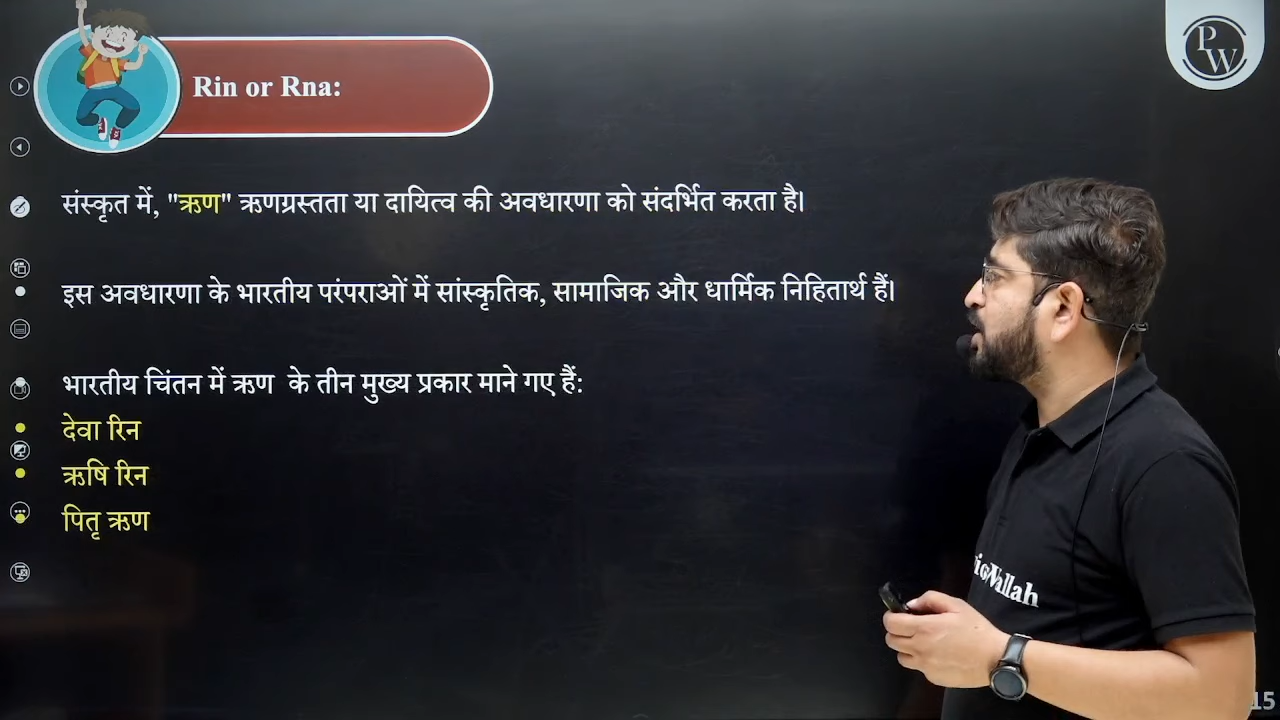 PW
Rin or Rna:
संस्कृत में, "ऋण" ऋणग्रस्तता या दायित्व की अवधारणा को संदर्भित करता है।
इस अवधारणा के भारतीय परंपराओं में सांस्कृतिक, सामाजिक और धार्मिक निहितार्थ हैं।
भारतीय चिंतन में ऋण के तीन मुख्य प्रकार माने गए हैं:
देवा रिन
ऋषि रिन
पितृ ऋण
Wallah
15